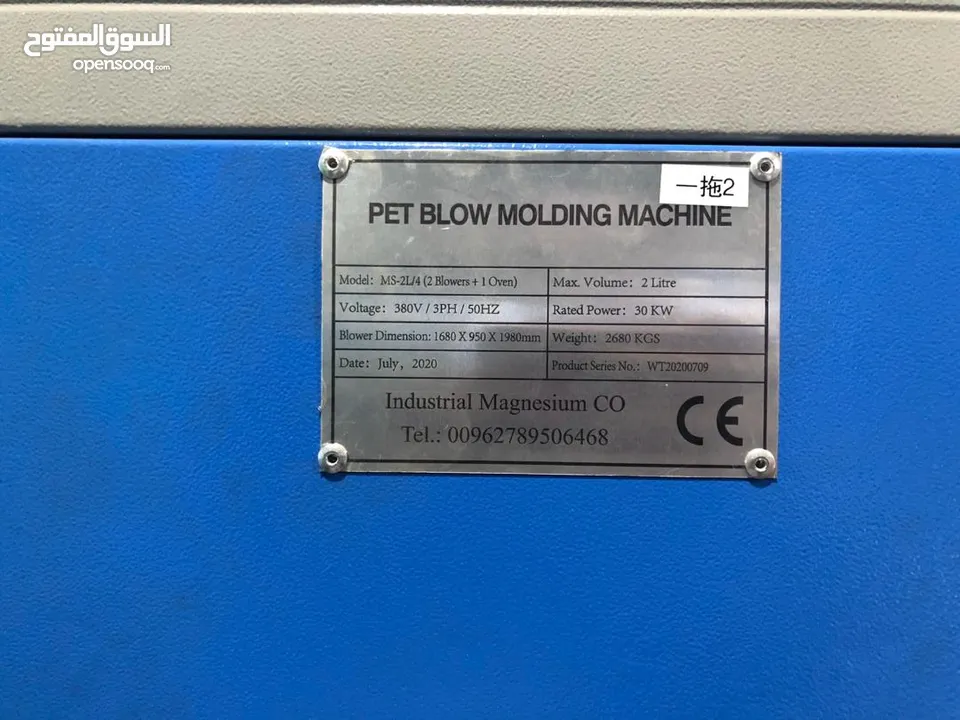 السوق المفتوح
opensooq.com
一拖2
PET BLOW MOLDING MACHINE
Model: MS-2L/4 (2 Blowers + 1 Oven)
Max. Volume: 2 Litre
Voltage: 380V / 3PH / 50HZ
Rated Power: 30 KW
Blower Dimension: 1680 X 950 X 1980mm
Weight: 2680 KGS
Date: July, 2020
Product Series No.: WT20200709
Industrial Magnesium CO
Tel.: 00962789506468
CE